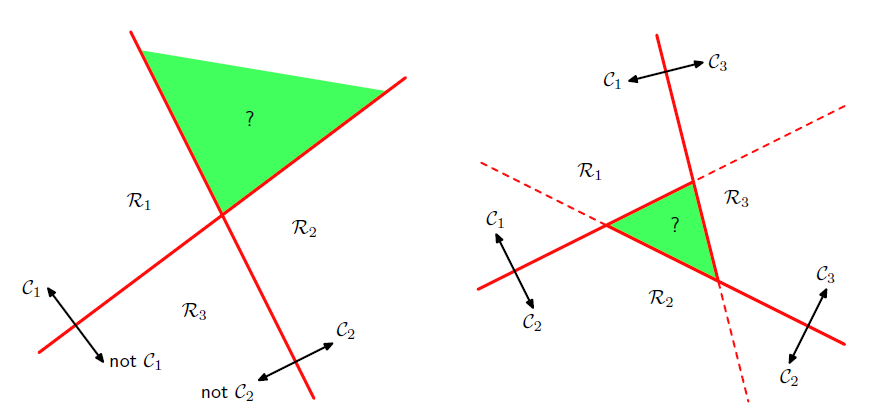 ?
𝓡₁
𝓡₂
𝓡₃
𝒞₁
not 𝒞₁
𝒞₂
not 𝒞₂
𝒞₁
𝒞₃
𝓡₁
𝓡₃
?
𝒞₁
𝒞₂
𝓡₂
𝒞₃
𝒞₂